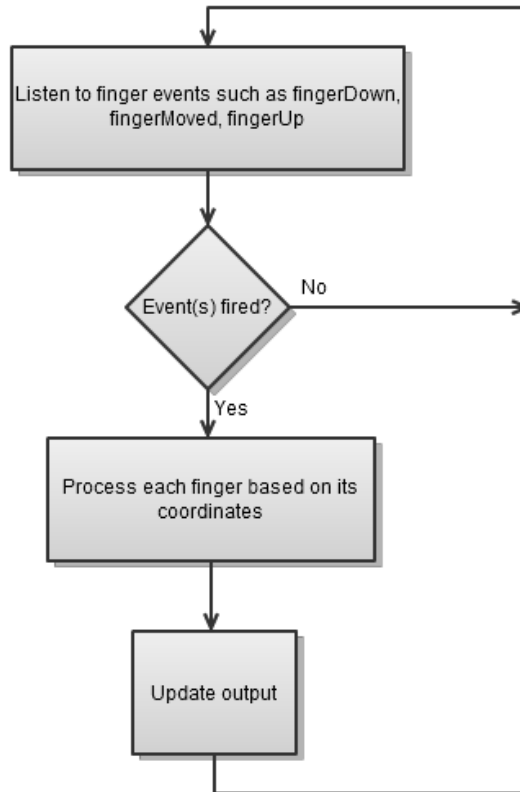 Listen to finger events such as fingerDown,
fingerMoved, fingerUp
Event(s) fired?
No
Yes
Process each finger based on its
coordinates
Update output